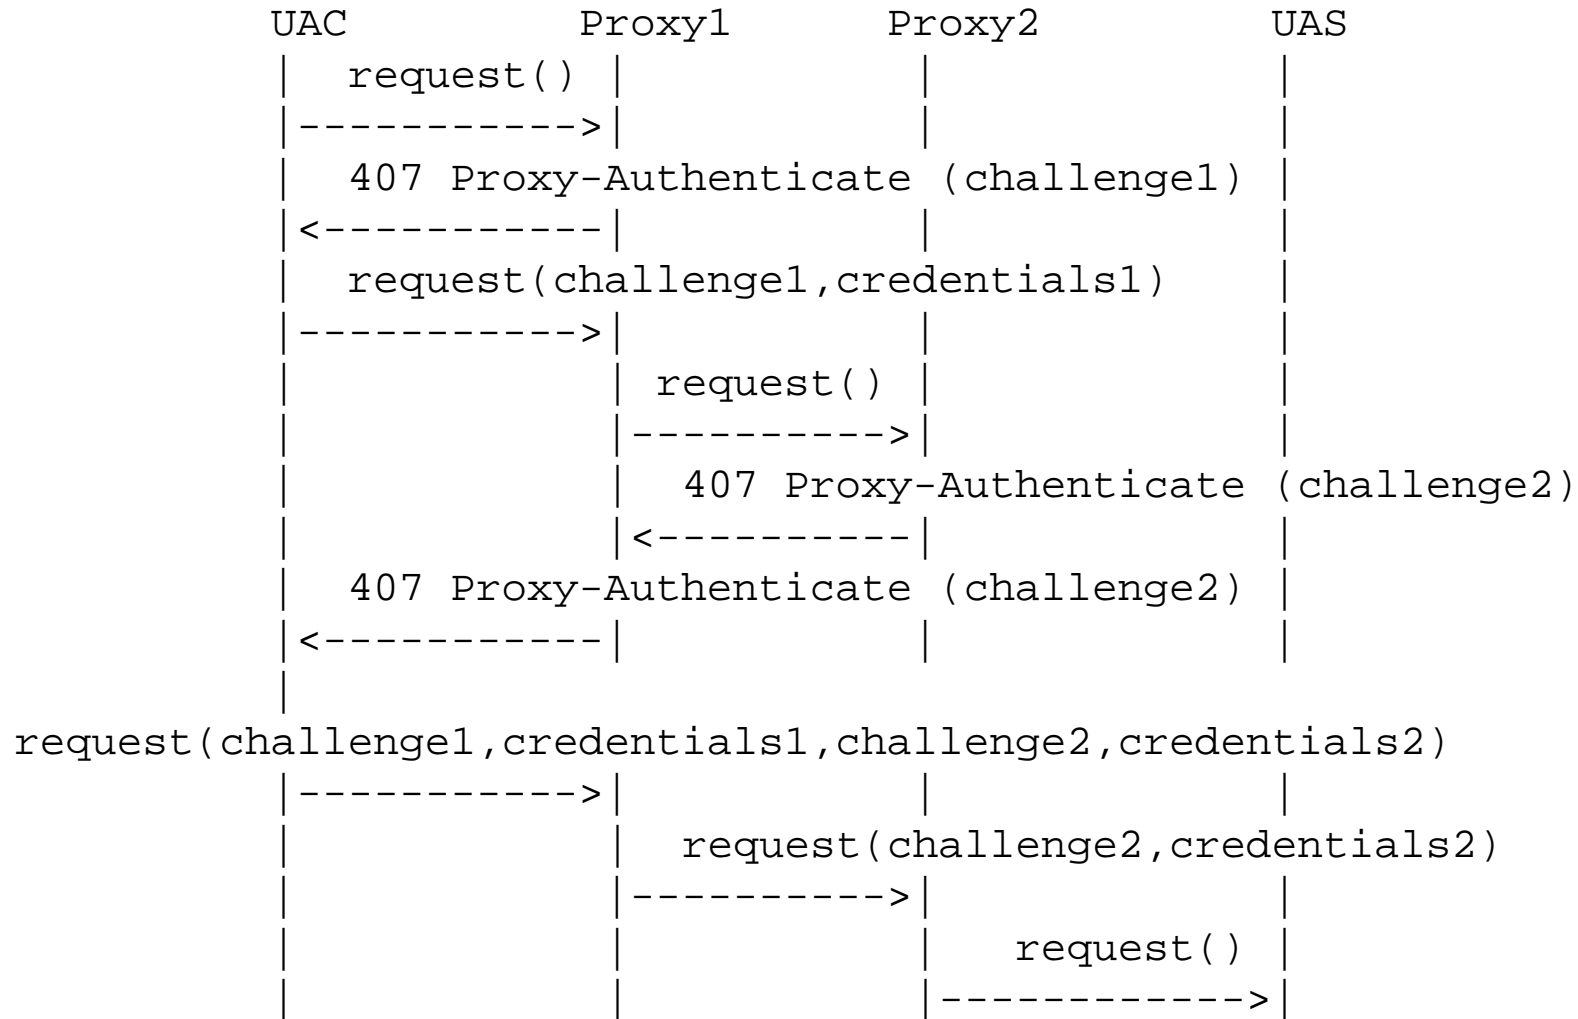 UAC Proxy1 Proxy2 UAS
request()
407 Proxy-Authenticate (challenge1)
request(challenge1,credentials1)
request()
407 Proxy-Authenticate (challenge2)
407 Proxy-Authenticate (challenge2)
request(challenge1,credentials1,challenge2,credentials2)
request(challenge2,credentials2)
request()